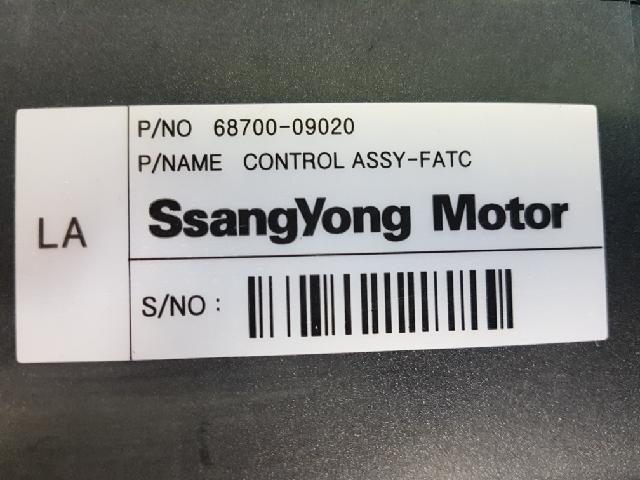 P/NO 68700-09020
P/NAME CONTROL ASSY-FATC
LA
SsangYong Motor
S/NO :